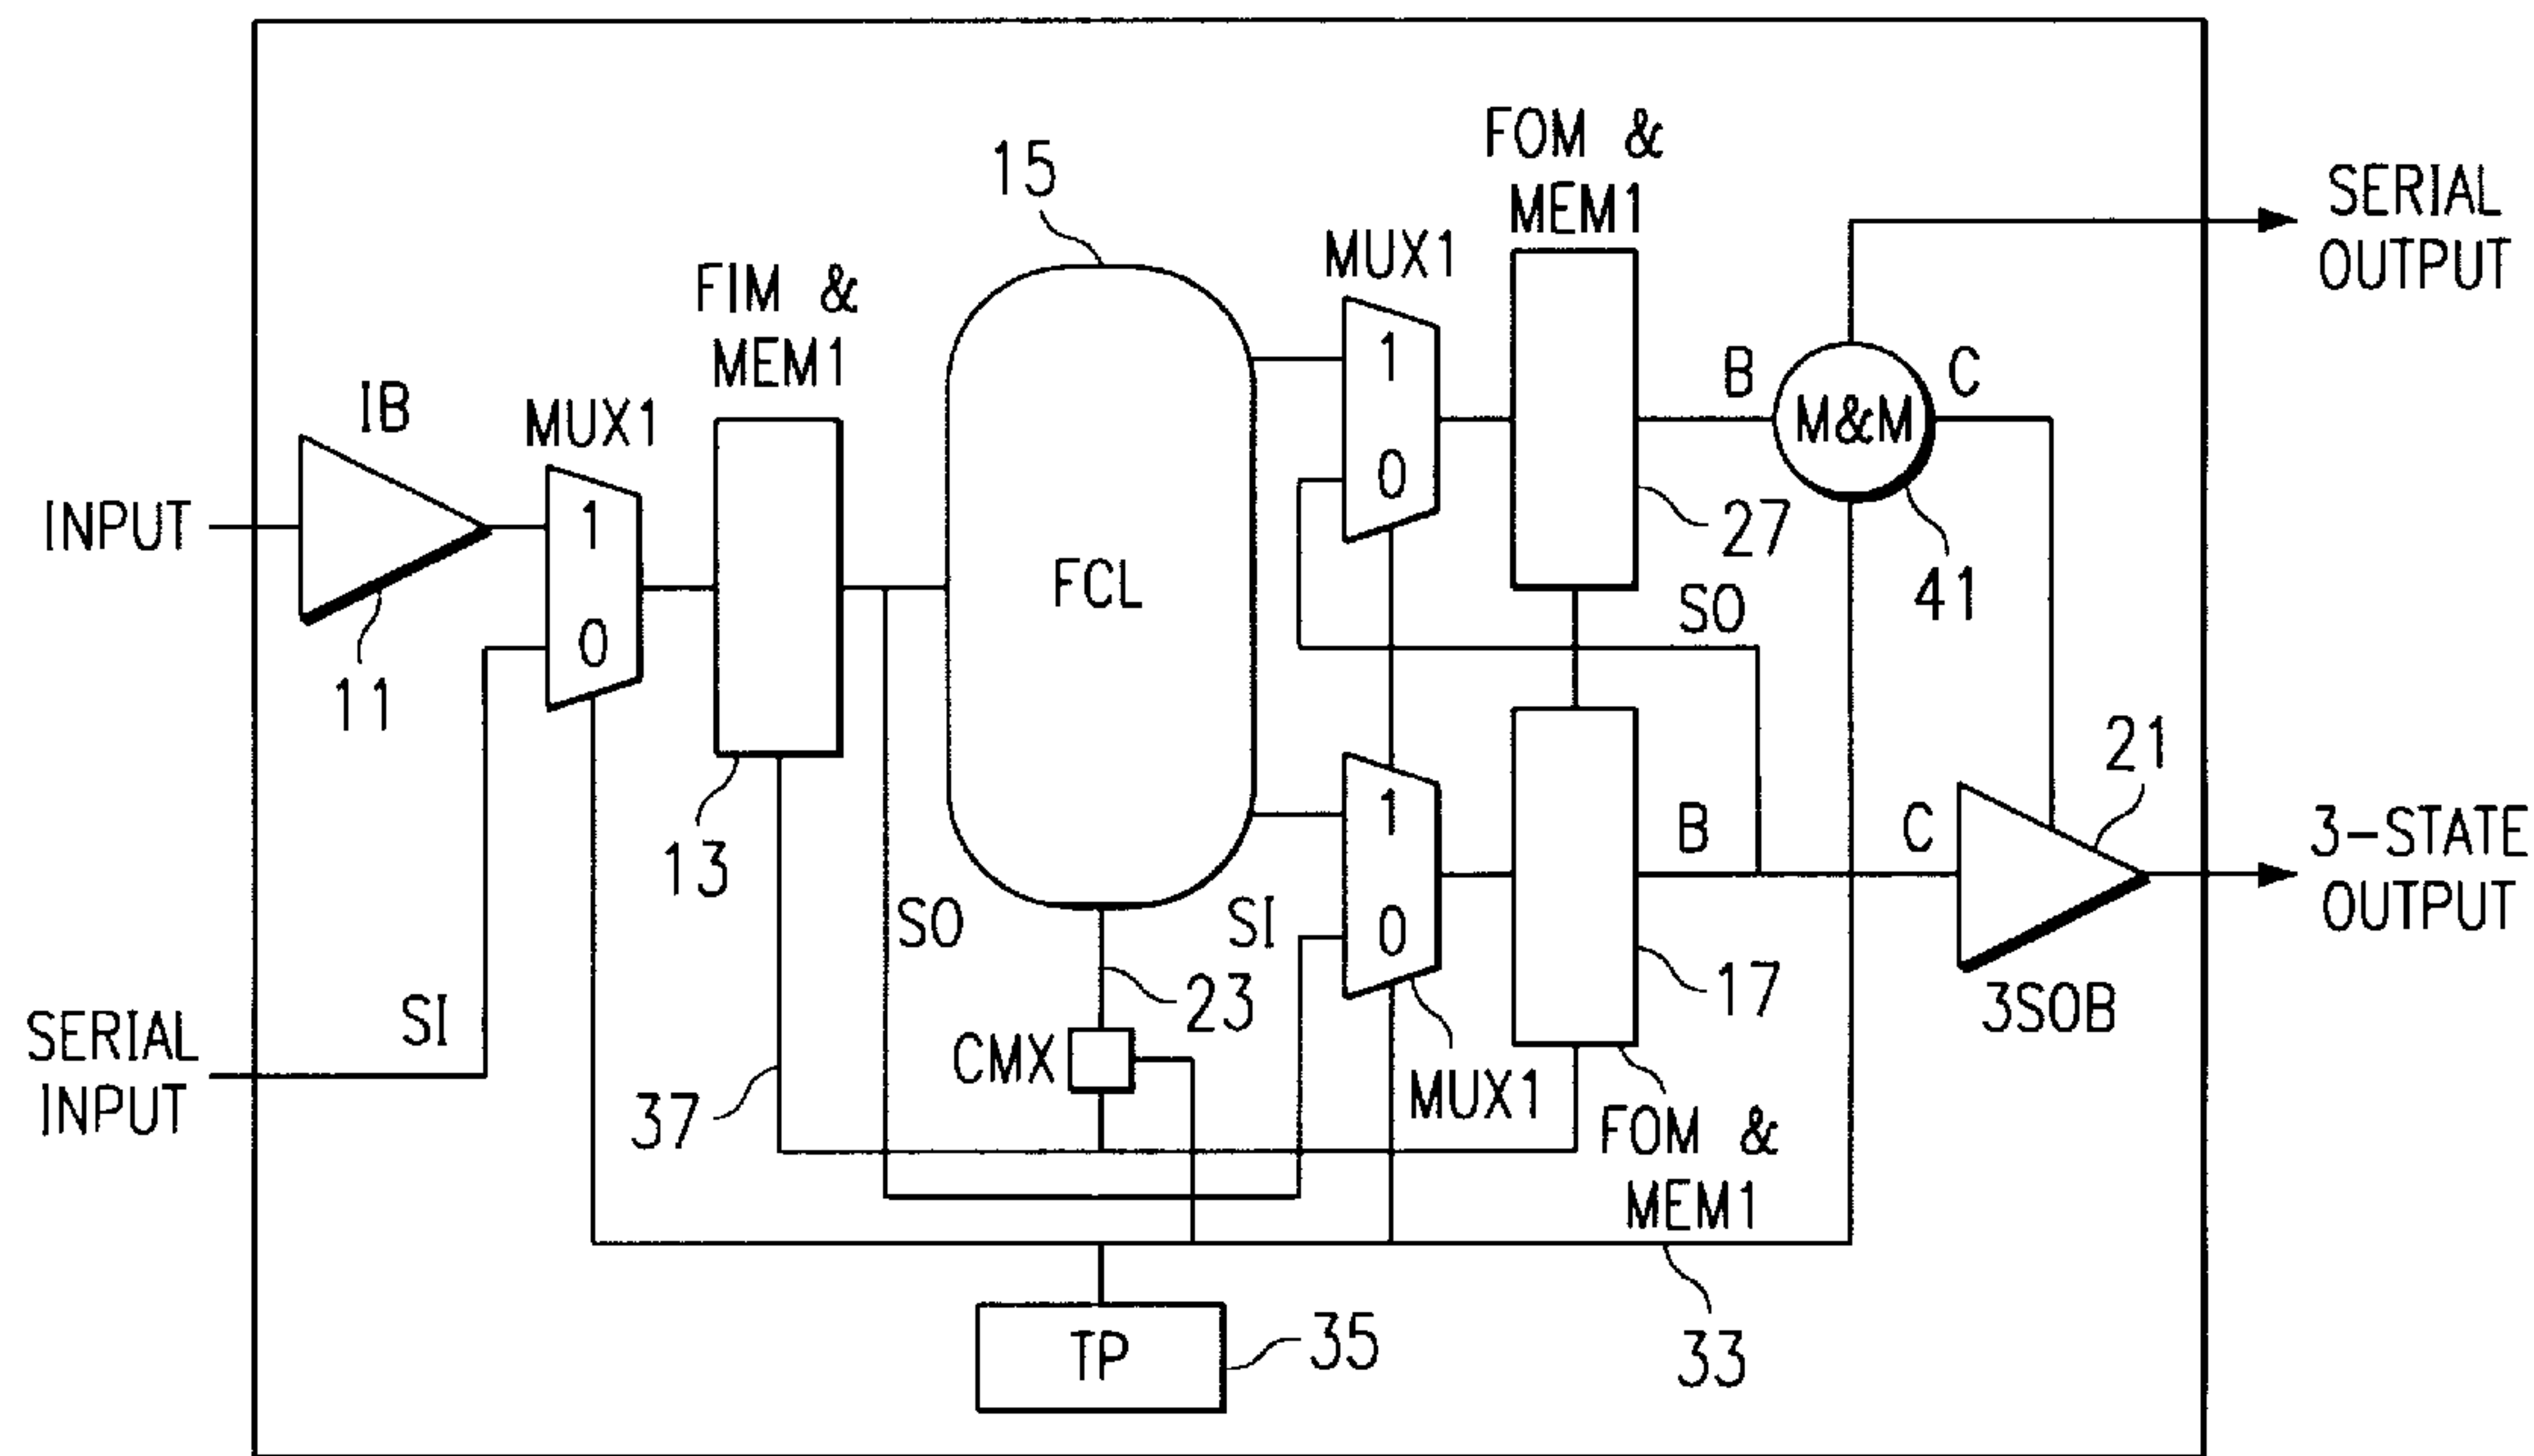 15
FOM &
MEM1
SERIAL
OUTPUT
MUX1
FIM &
MEM1
1
0
B
M&M
C
IB
MUX1
INPUT
1
0
FCL
27
41
SO
11
13
21
1
0
B
C
3-STATE
OUTPUT
SO
SI
23
17
3SOB
SERIAL
INPUT
SI
CMX
37
MUX1
FOM &
MEM1
TP
35
33